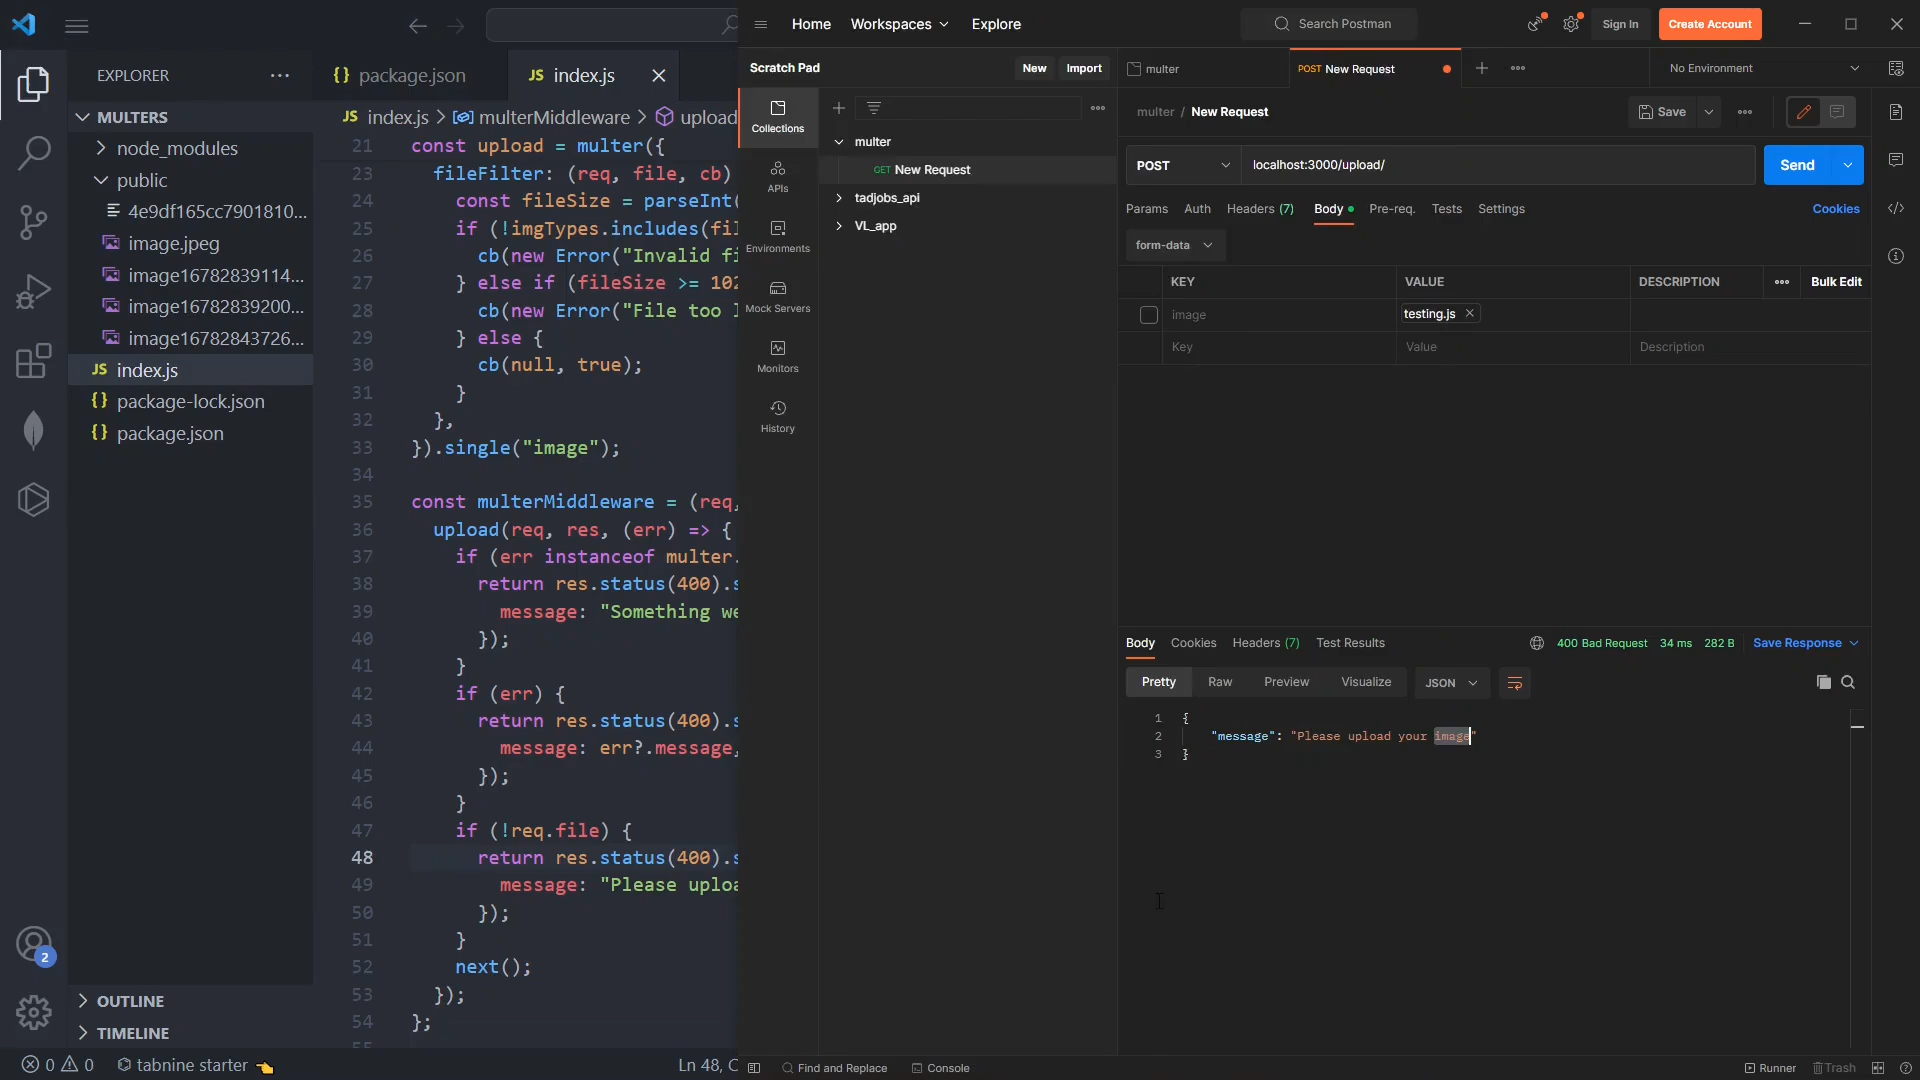 EXPLORER
MULTERS
node_modules
public
4e9df165cc7901810...
image.jpeg
image16782839114...
image16782839200...
image16782843726...
JS index.js
{} package-lock.json
{} package.json
OUTLINE
TIMELINE
2
0 0 tabnine starter
Ln 48, C
{} package.json
JS index.js
JS index.js > multerMiddleware > upload
21 const upload = multer({
23 fileFilter: (req, file, cb)
24 const fileSize = parseInt(
25 if (!imgTypes.includes(fil
26 cb(new Error("Invalid fi
27 } else if (fileSize >= 102
28 cb(new Error("File too l
29 } else {
30 cb(null, true);
31 }
32 },
33 }).single("image");
34
35 const multerMiddleware = (req,
36 upload(req, res, (err) => {
37 if (err instanceof multer.
38 return res.status(400).s
39 message: "Something we
40 });
41 }
42 if (err) {
43 return res.status(400).s
44 message: err?.message,
45 });
46 }
47 if (!req.file) {
48 return res.status(400).s
49 message: "Please uploa
50 });
51 }
52 next();
53 });
54 };
55
Home Workspaces Explore
Search Postman
Sign In
Create Account
Scratch Pad
New Import
Collections
APIs
Environments
Mock Servers
Monitors
History
multer
GET New Request
tadjobs_api
VL_app
multer
POST New Request
No Environment
multer / New Request
Save
POST
localhost:3000/upload/
Send
Params Auth Headers (7) Body Pre-req. Tests Settings
Cookies
form-data
KEY VALUE DESCRIPTION Bulk Edit
image testing.js
Key Value Description
Body Cookies Headers (7) Test Results
400 Bad Request 34 ms 282 B Save Response
Pretty Raw Preview Visualize JSON
1 {
2 "message": "Please upload your image"
3 }
Find and Replace Console
Runner Trash